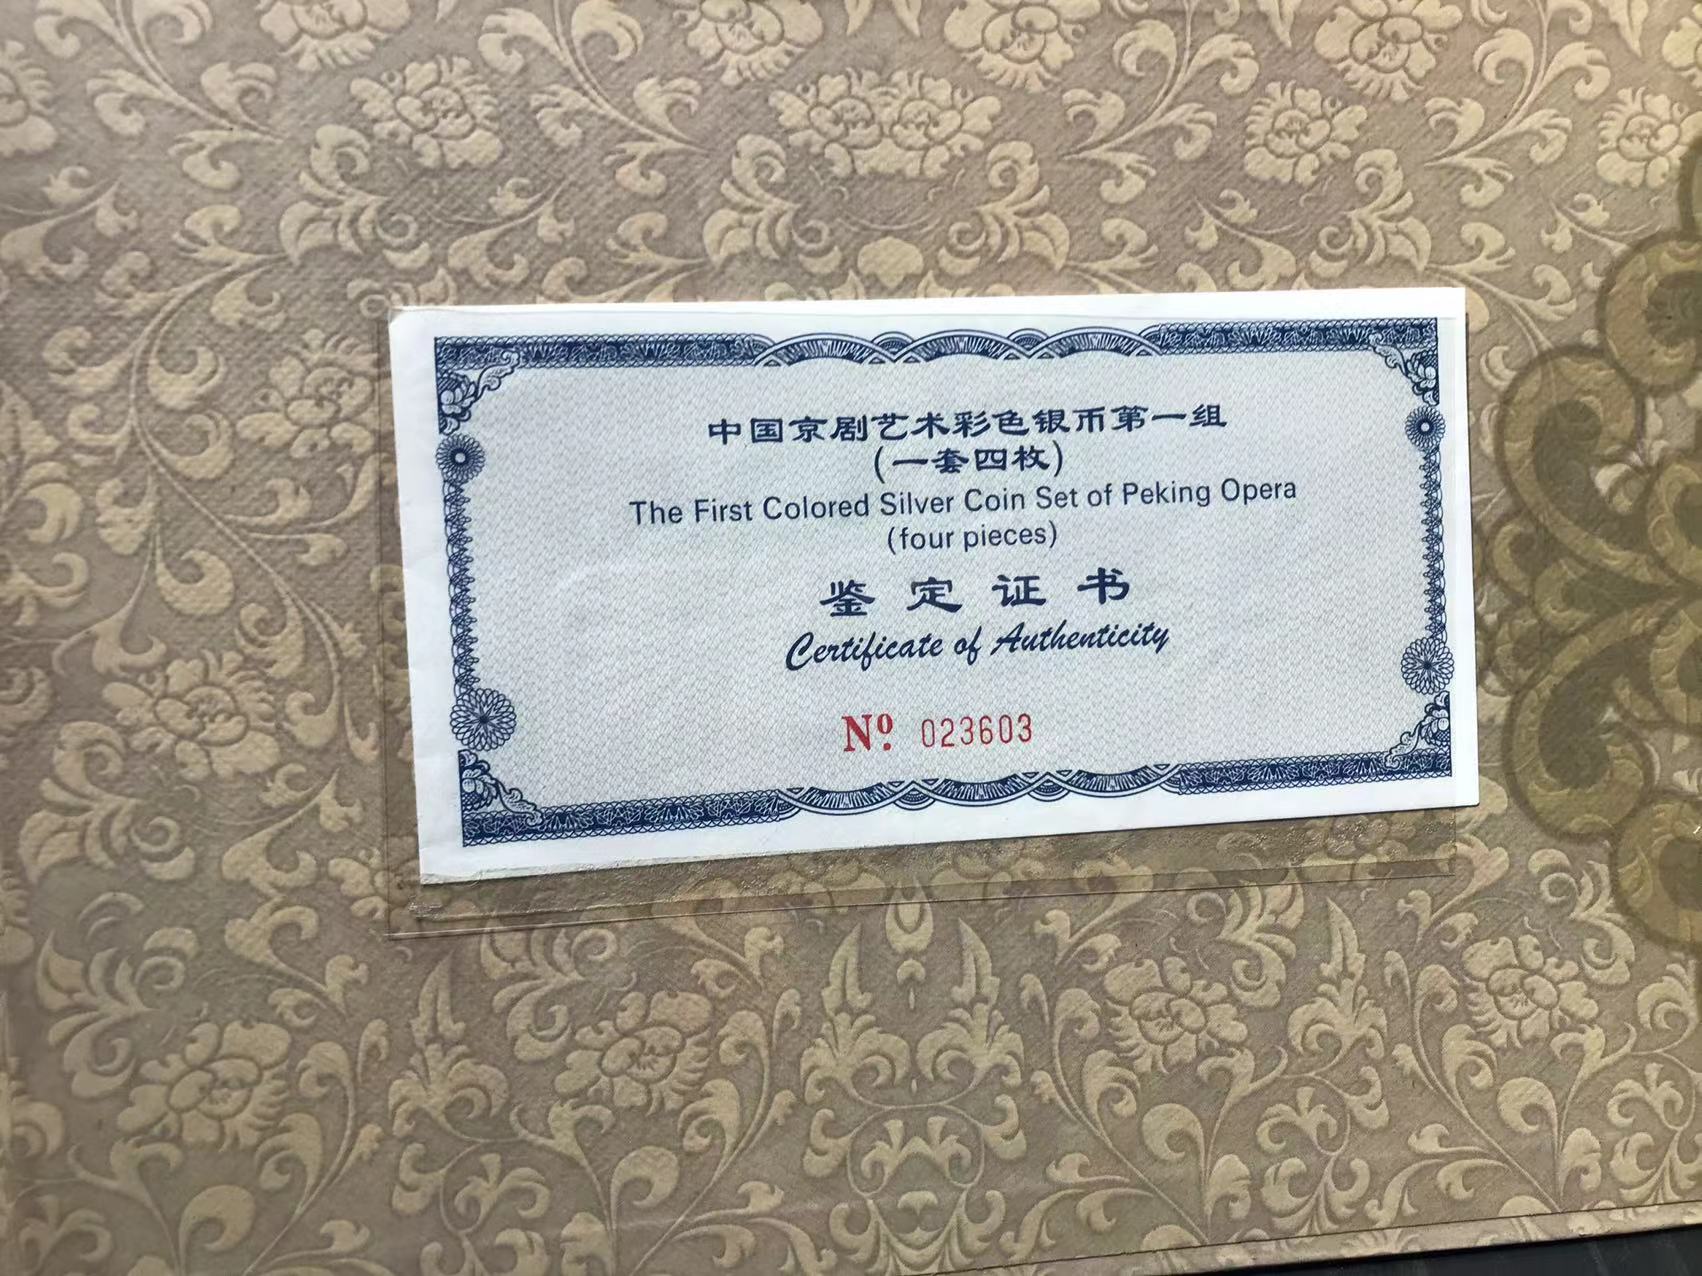 中国京剧艺术彩色银币第一组
(一套四枚)
The First Colored Silver Coin Set of Peking Opera
(four pieces)
鉴定证书
Certificate of Authenticity
Nº. 023603